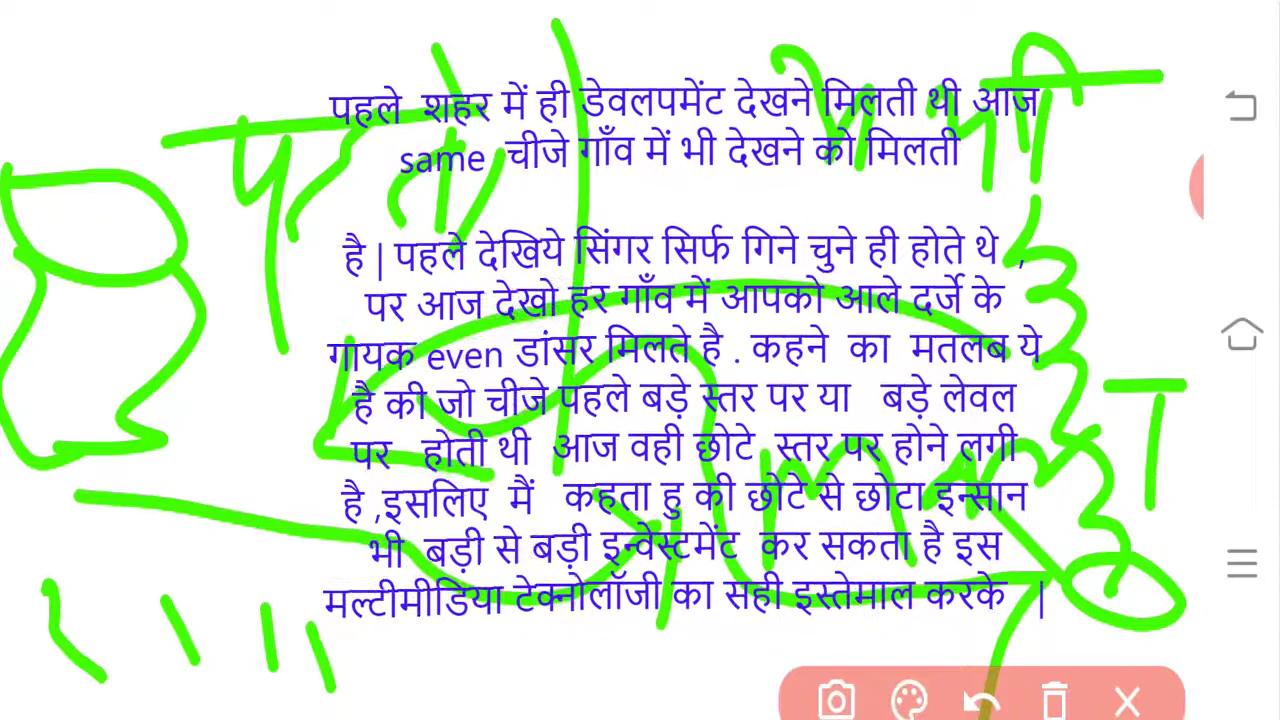 पहले शहर में ही डेवलपमेंट देखने मिलती थी आज
same चीजे गाँव में भी देखने को मिलती
है | पहले देखिये सिंगर सिर्फ गिने चुने ही होते थे ,
पर आज देखो हर गाँव में आपको आले दर्जे के
गायक even डांसर मिलते है . कहने का मतलब ये
है की जो चीजे पहले बड़े स्तर पर या बड़े लेवल
पर होती थी आज वही छोटे स्तर पर होने लगी
है ,इसलिए मैं कहता हु की छोटे से छोटा इन्सान
भी बड़ी से बड़ी इन्वेस्टमेंट कर सकता है इस
मल्टीमीडिया टेक्नोलॉजी का सही इस्तेमाल करके |